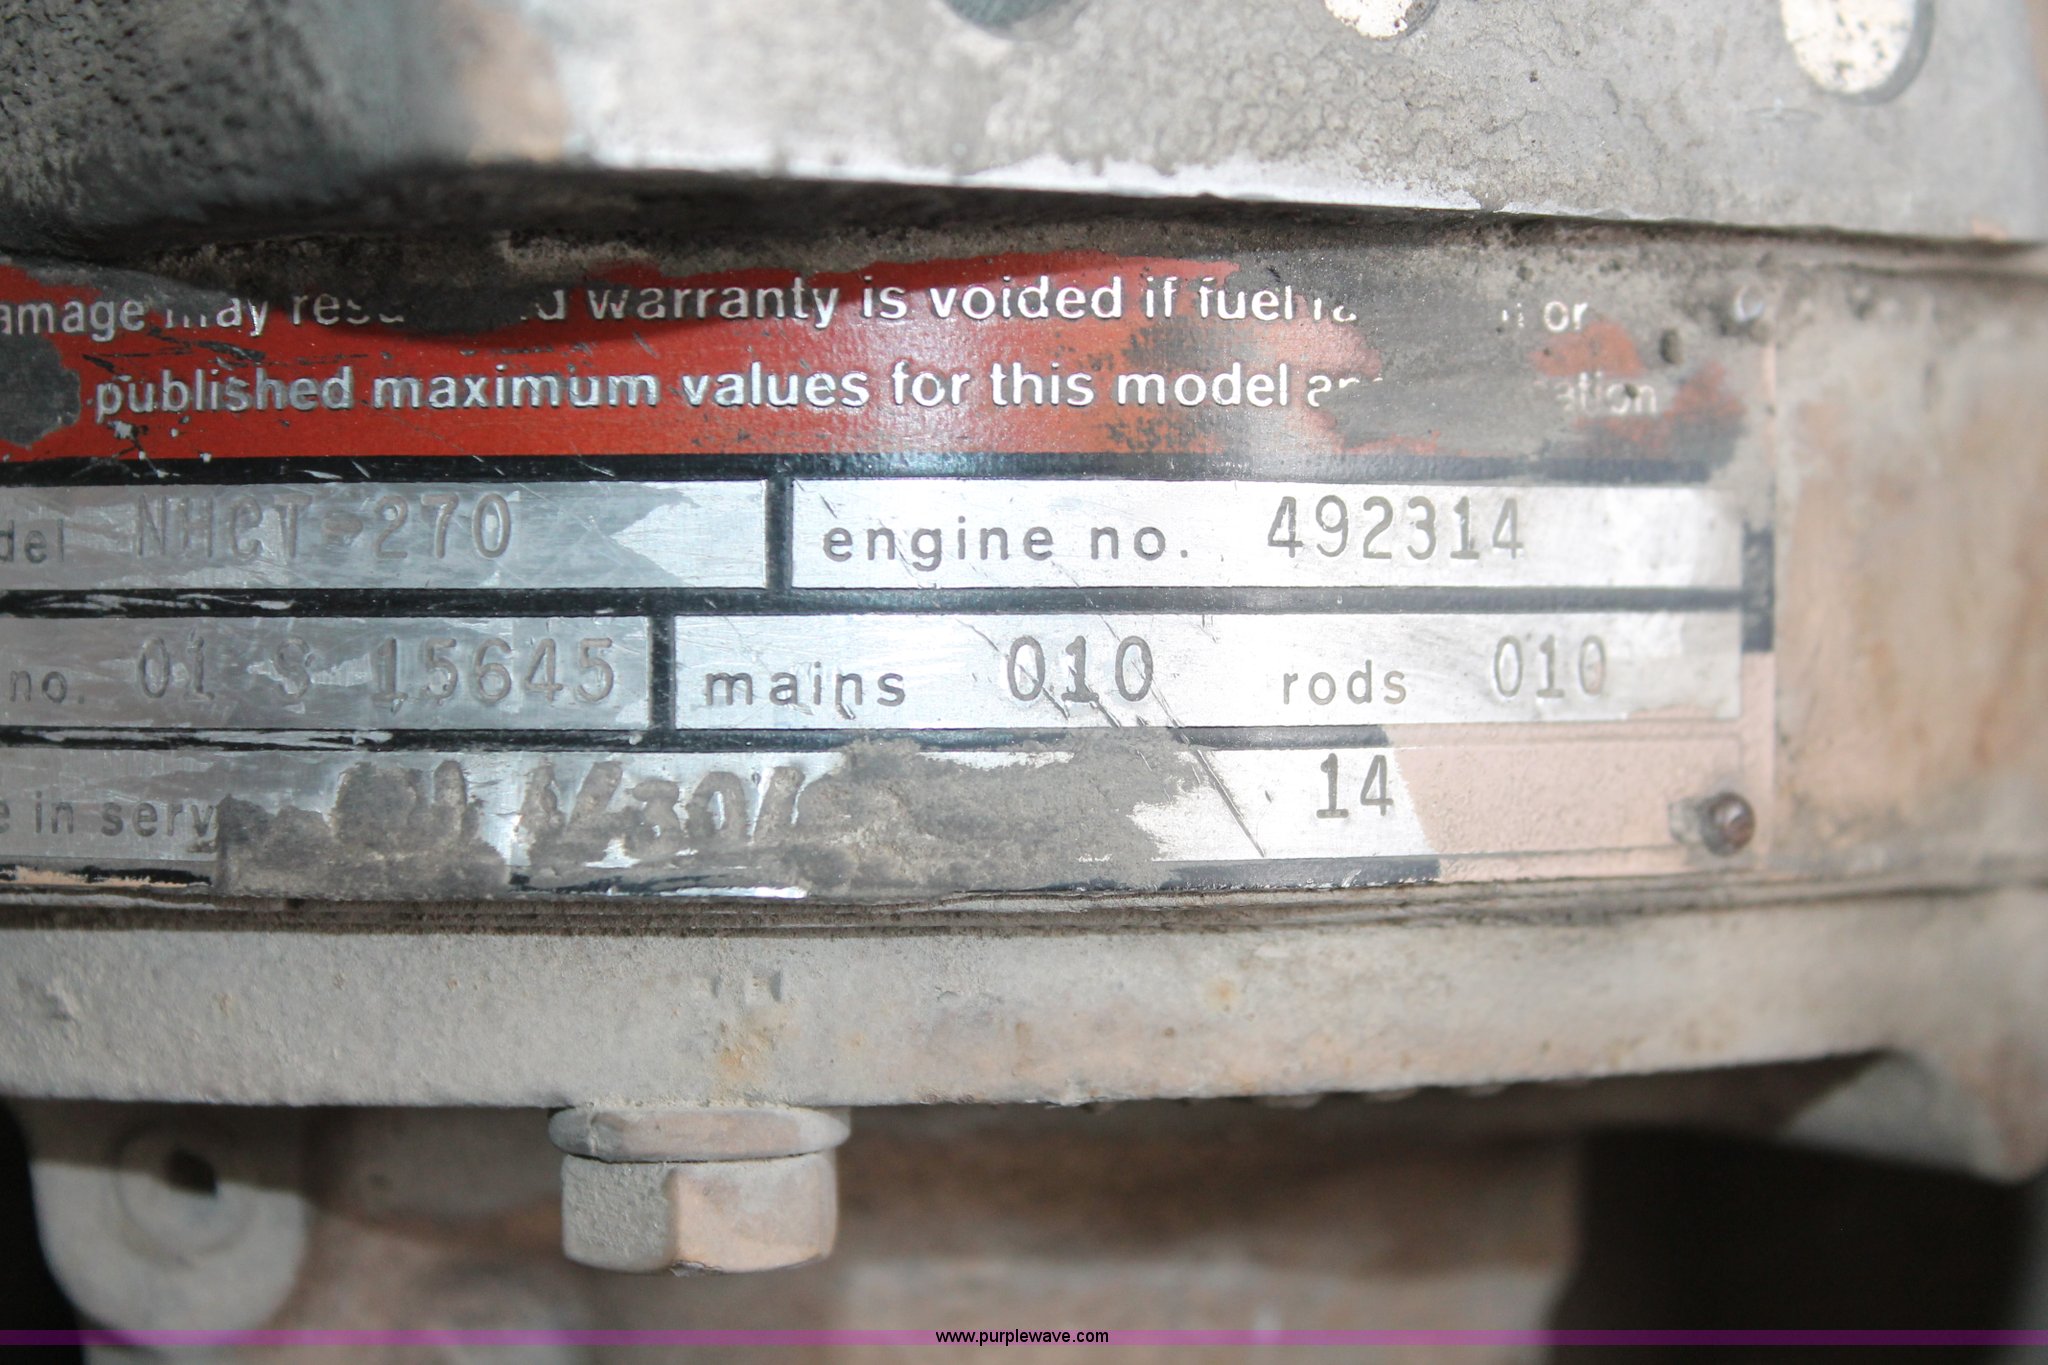 amage may warranty is voided if fuel or
published maximum values for this model
del NHCT-270 engine no. 492314
no. 01 S 15645 mains 010 rods 010
e in serv 14
www.purplewave.com